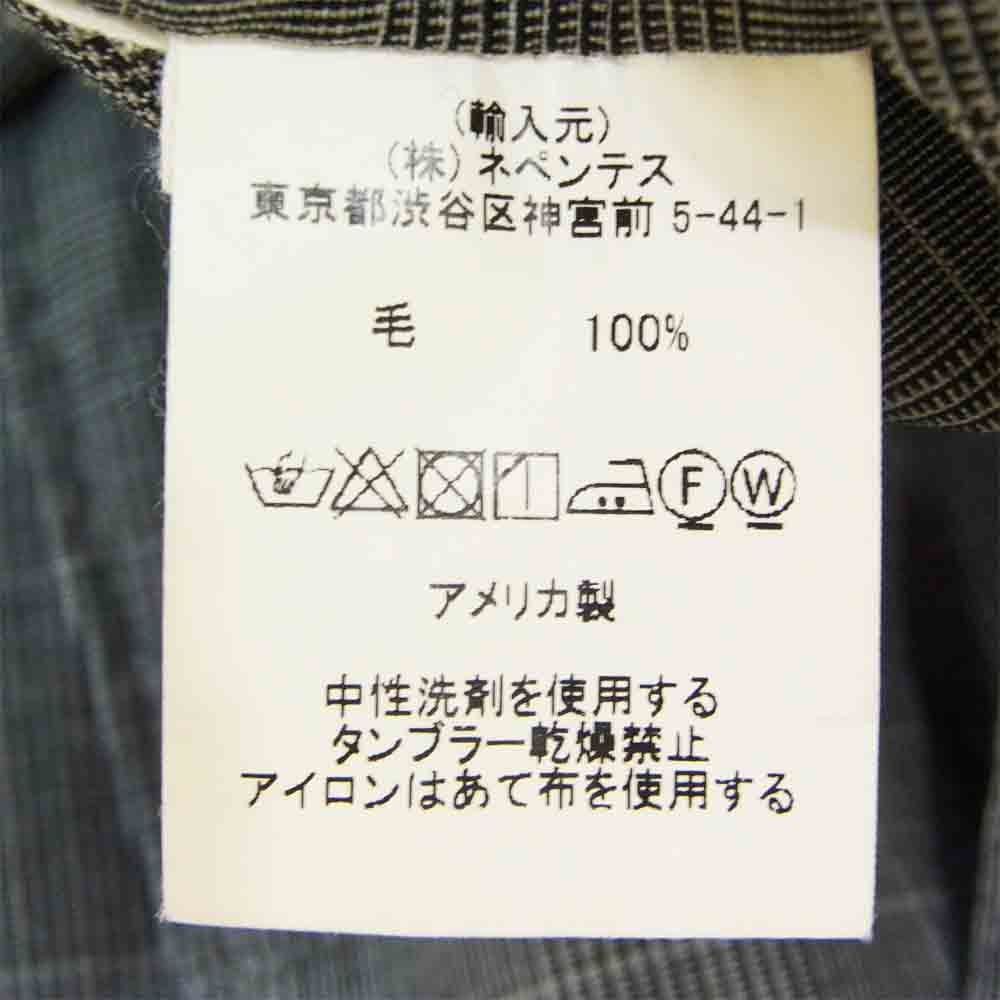 (輸入元)
(株)ネペンテス
東京都渋谷区神宮前 5-44-1
毛 100%
F W
アメリカ製
中性洗剤を使用する
タンブラー乾燥禁止
アイロンはあて布を使用する